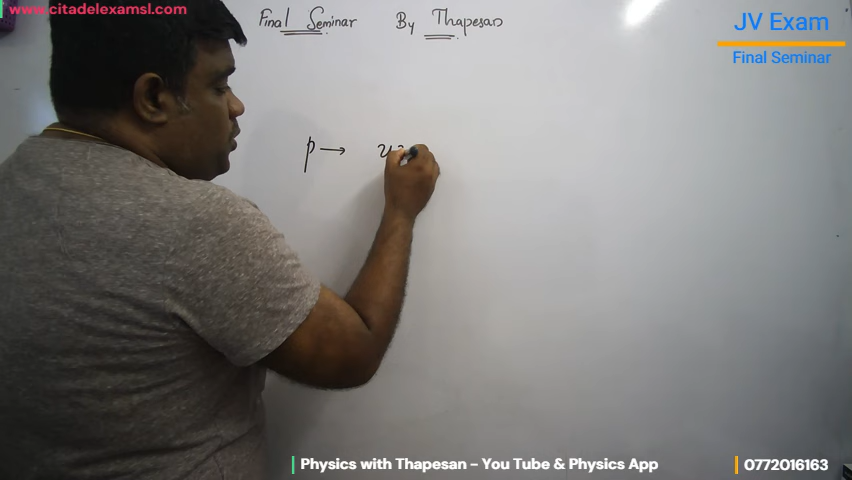 www.citadelexamsl.com
Final Seminar By Thapesan
JV Exam
Final Seminar
p →
Physics with Thapesan – You Tube & Physics App
0772016163